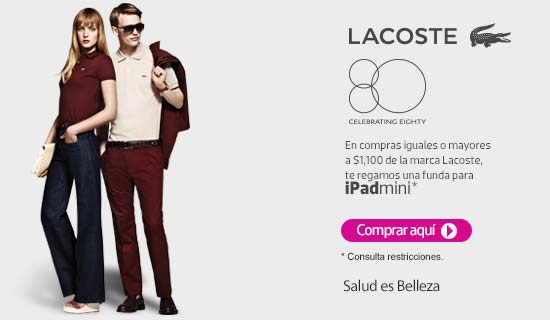 LACOSTE
80
CELEBRATING EIGHTY
En compras iguales o mayores
a $1,100 de la marca Lacoste,
te regamos una funda para
iPadmini*
Comprar aquí
* Consulta restricciones.
Salud es Belleza